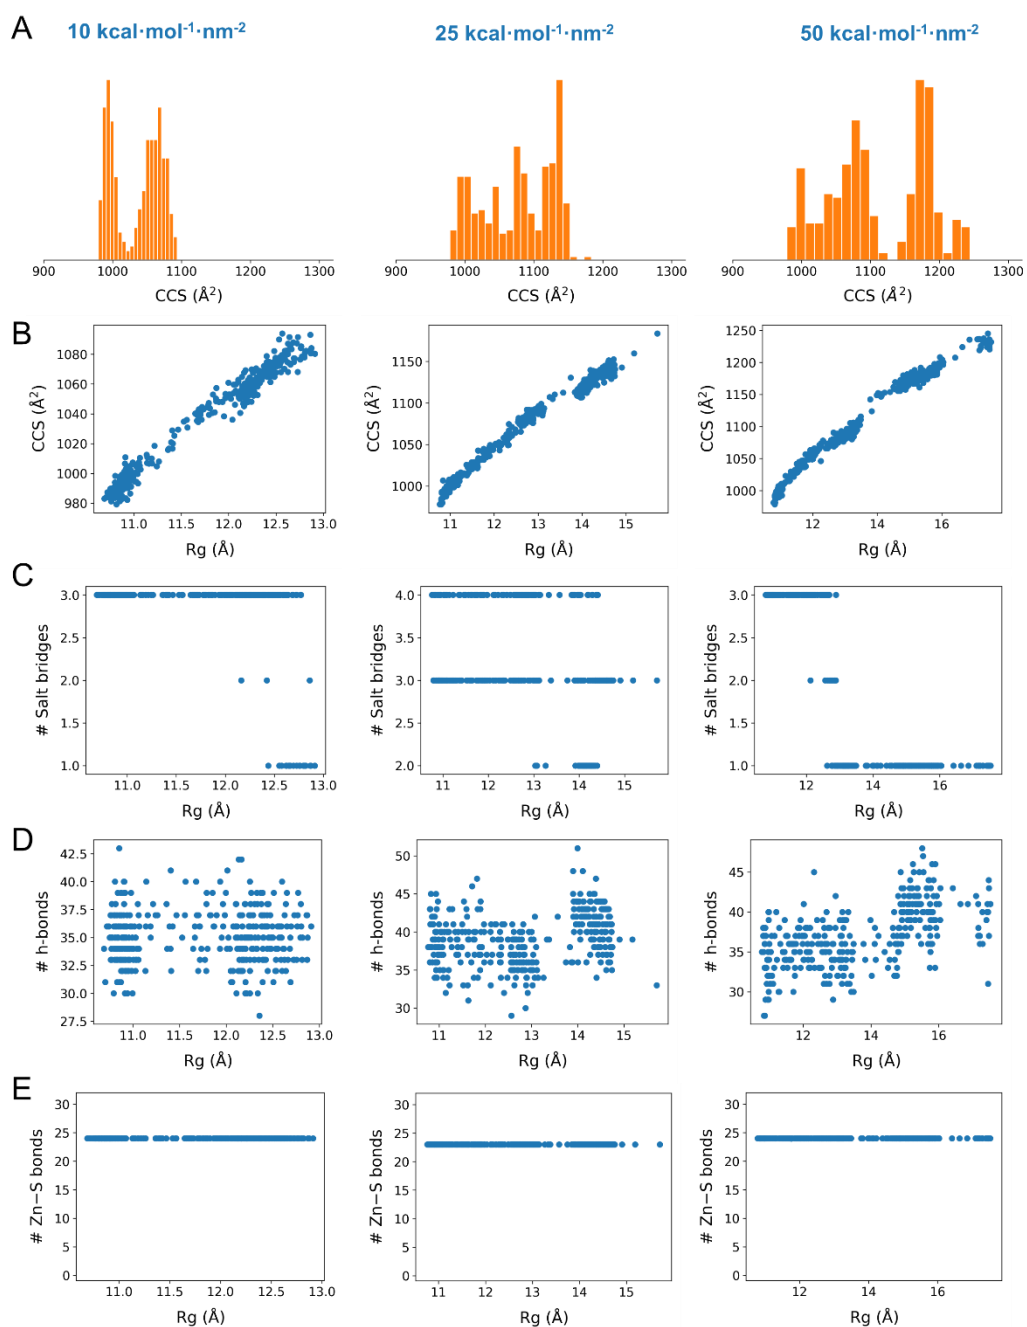 A
10 kcal·mol⁻¹·nm⁻²
25 kcal·mol⁻¹·nm⁻²
50 kcal·mol⁻¹·nm⁻²
900 1000 1100 1200 1300
CCS (Å²)
900 1000 1100 1200 1300
CCS (Å²)
900 1000 1100 1200 1300
CCS (Å²)
B
CCS (Å²)
1080
1060
1040
1020
1000
980
11.0 11.5 12.0 12.5 13.0
Rg (Å)
CCS (Å²)
1150
1100
1050
1000
11 12 13 14 15
Rg (Å)
CCS (Å²)
1250
1200
1150
1100
1050
1000
12 14 16
Rg (Å)
C
# Salt bridges
3.0
2.5
2.0
1.5
1.0
11.0 11.5 12.0 12.5 13.0
Rg (Å)
# Salt bridges
4.0
3.5
3.0
2.5
2.0
11 12 13 14 15
Rg (Å)
# Salt bridges
3.0
2.5
2.0
1.5
1.0
12 14 16
Rg (Å)
D
# h-bonds
42.5
40.0
37.5
35.0
32.5
30.0
27.5
11.0 11.5 12.0 12.5 13.0
Rg (Å)
# h-bonds
50
45
40
35
30
11 12 13 14 15
Rg (Å)
# h-bonds
45
40
35
30
12 14 16
Rg (Å)
E
# Zn−S bonds
30
25
20
15
10
5
0
11.0 11.5 12.0 12.5 13.0
Rg (Å)
# Zn−S bonds
30
25
20
15
10
5
0
11 12 13 14 15
Rg (Å)
# Zn−S bonds
30
25
20
15
10
5
0
12 14 16
Rg (Å)